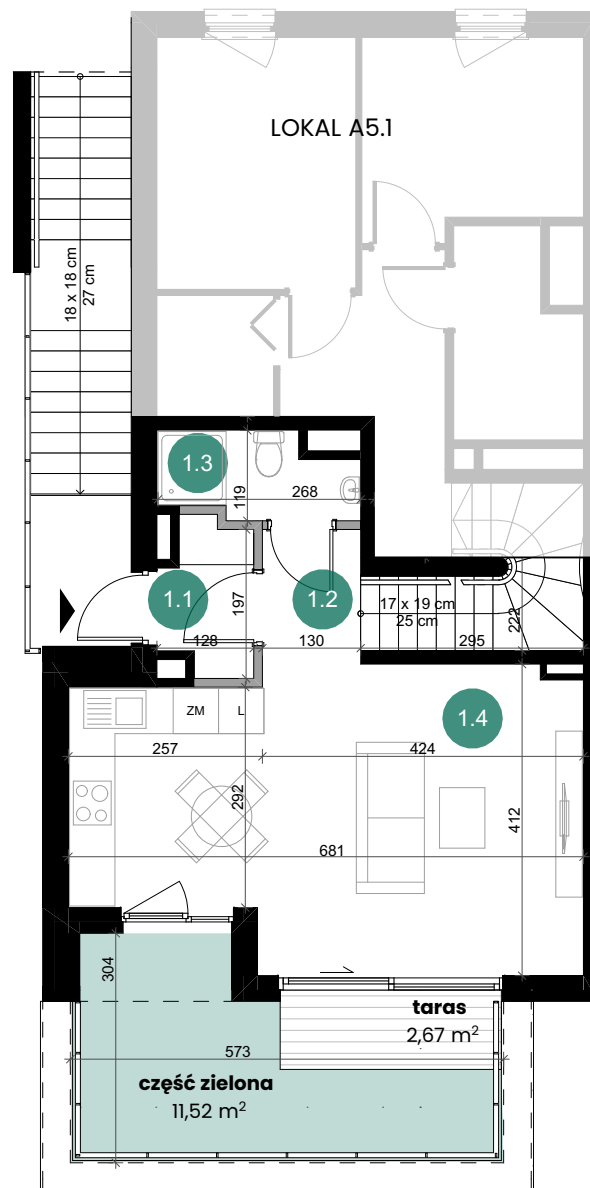 LOKAL A5.1
18 x 18 cm
27 cm
1.3
119
268
1.1
1.2
197
17 x 19 cm
25 cm
222
128
130
295
ZM
L
1.4
257
424
292
412
681
304
taras
2,67 m²
573
część zielona
11,52 m²